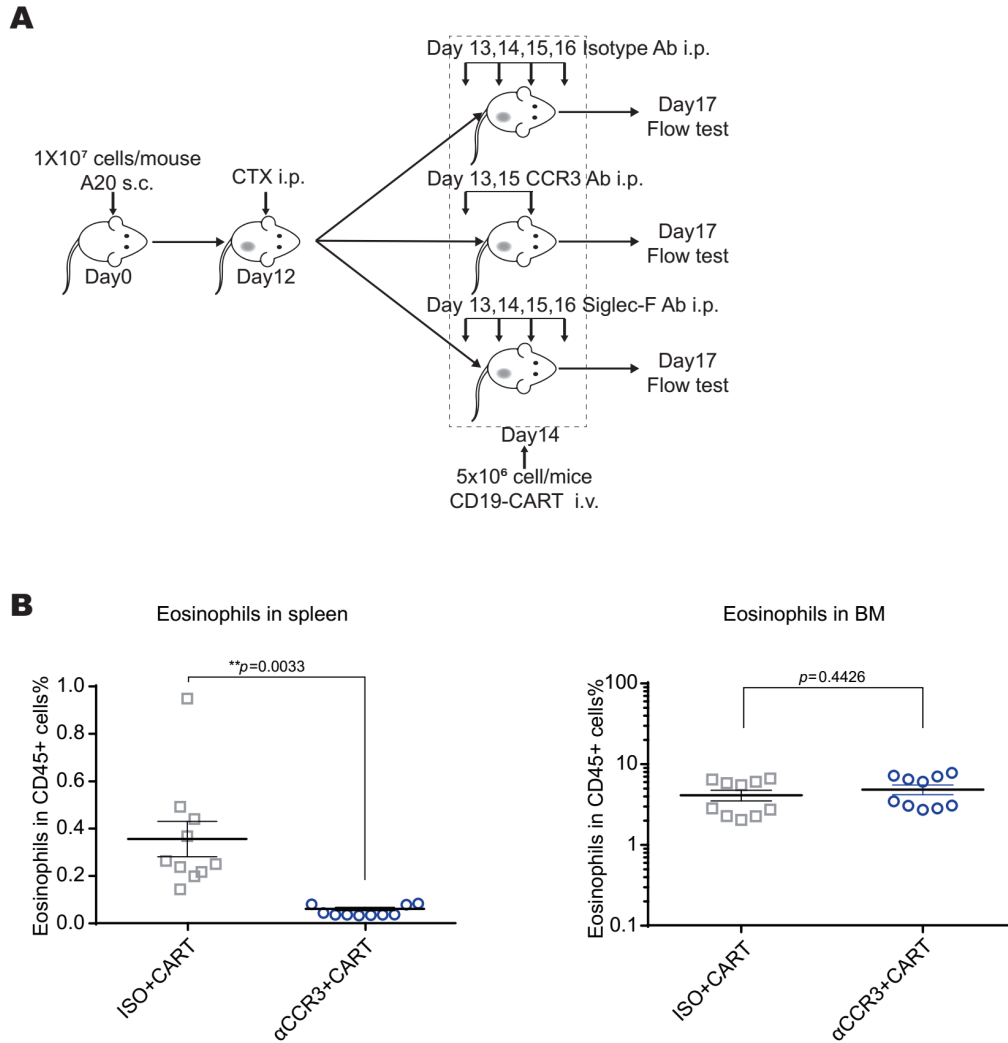 A
Day 13,14,15,16 Isotype Ab i.p.
Day17
Flow test
1X10⁷ cells/mouse
A20 s.c.
CTX i.p.
Day 13,15 CCR3 Ab i.p.
Day17
Flow test
Day0
Day12
Day 13,14,15,16 Siglec-F Ab i.p.
Day17
Flow test
Day14
5x10⁶ cell/mice
CD19-CART i.v.
B
Eosinophils in spleen
**p=0.0033
Eosinophils in CD45+ cells%
1.0
0.8
0.6
0.4
0.2
0.0
ISO+CART
αCCR3+CART
Eosinophils in BM
p=0.4426
Eosinophils in CD45+ cells%
100
10
1
0.1
ISO+CART
αCCR3+CART